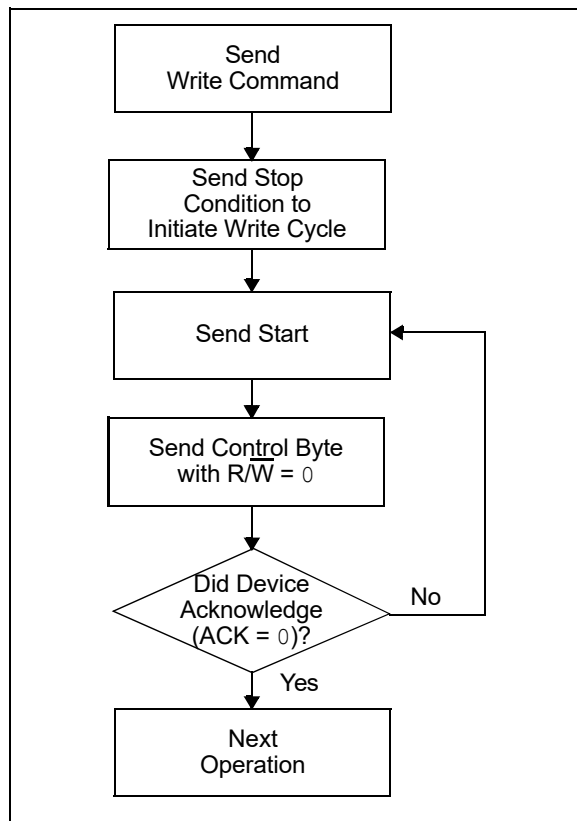 Send
Write Command
Send Stop
Condition to
Initiate Write Cycle
Send Start
Send Control Byte
with R/W̅ = 0
Did Device
Acknowledge
(ACK = 0)?
No
Yes
Next
Operation